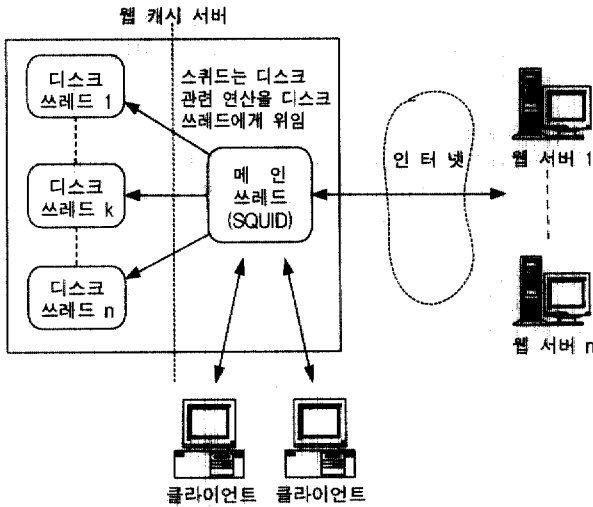 웹 캐시 서버
디스크
쓰레드 1
스퀴드는 디스크
관련 연산을 디스크
쓰레드에게 위임
디스크
쓰레드 k
메 인
쓰레드
(SQUID)
디스크
쓰레드 n
인 터 넷
웹 서버 1
웹 서버 n
클라이언트
클라이언트